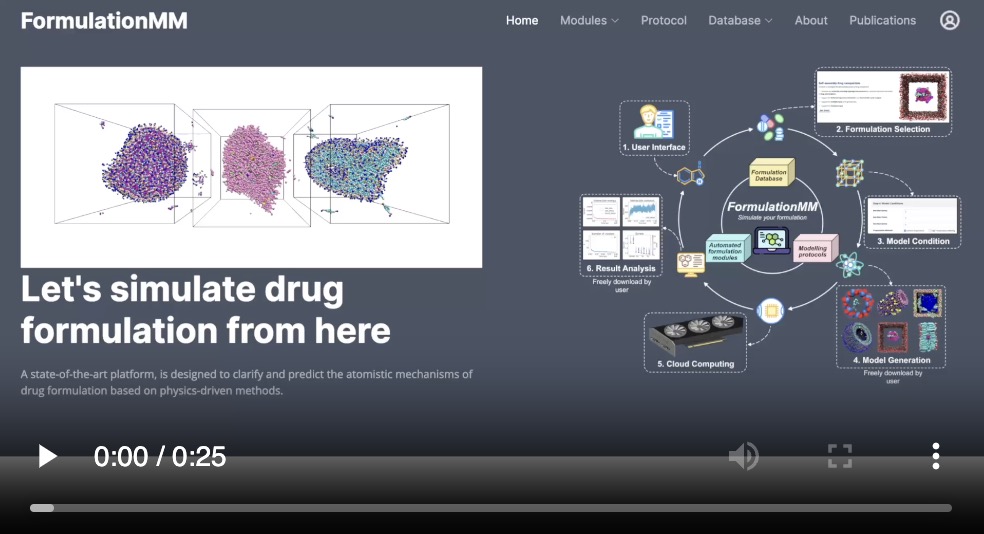 FormulationMM
Home
Modules
Protocol
Database
About
Publications
1. User Interface
2. Formulation Selection
Formulation
Database
FormulationMM
Simulate your formulation
3. Model Condition
Automated
formulation
modules
Modelling
protocols
6. Result Analysis
Freely download by
user
4. Model Generation
Freely download by
user
5. Cloud Computing
Let's simulate drug
formulation from here
A state-of-the-art platform, is designed to clarify and predict the atomistic mechanisms of
drug formulation based on physics-driven methods.
0:00 / 0:25